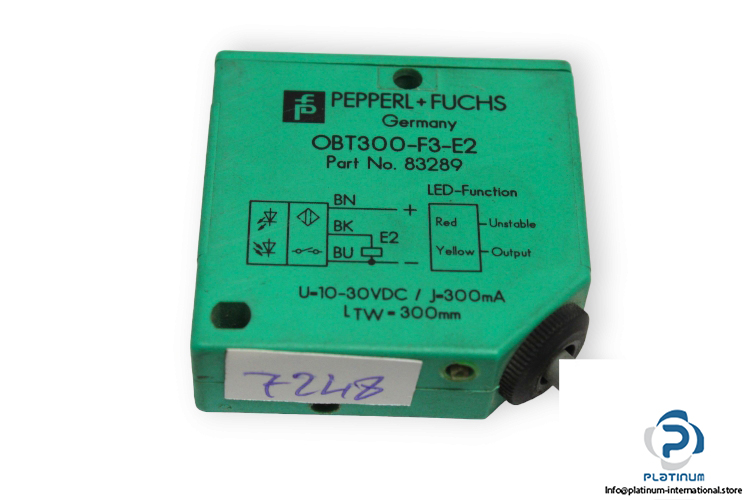 PEPPERL+FUCHS
Germany
OBT300-F3-E2
Part No. 83289
LED-Function
BN
+
BK
E2
BU
−
Red
Unstable
Yellow
Output
U=10-30VDC / J=300mA
LTW = 300mm
7248
PLATINUM
Info@platinum-international.store